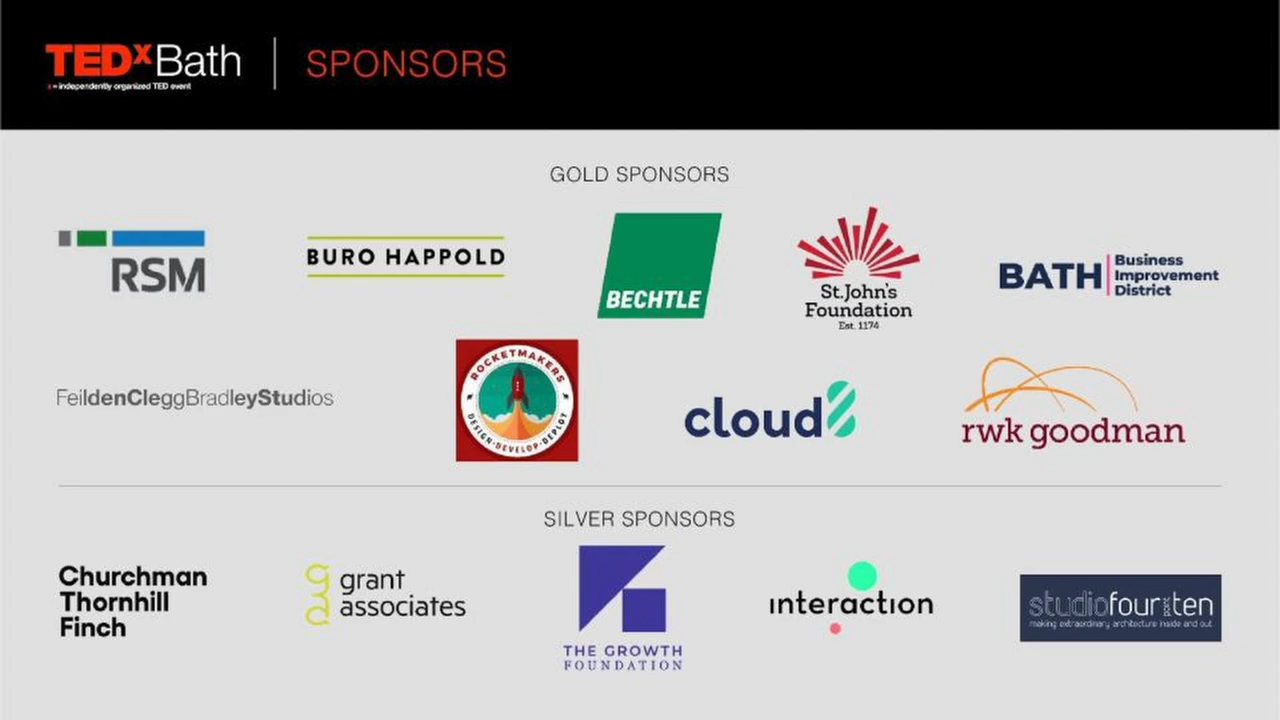 TEDxBath
x = independently organized TED event
SPONSORS
GOLD SPONSORS
RSM
BURO HAPPOLD
BECHTLE
St.John's
Foundation
Est. 1174
BATH
Business
Improvement
District
FeildenCleggBradleyStudios
ROCKETMAKERS
DESIGN·DEVELOP·DEPLOY
cloud8
rwk goodman
SILVER SPONSORS
Churchman
Thornhill
Finch
grant
associates
THE GROWTH
FOUNDATION
interaction
studiofourpointten
making extraordinary architecture inside and out